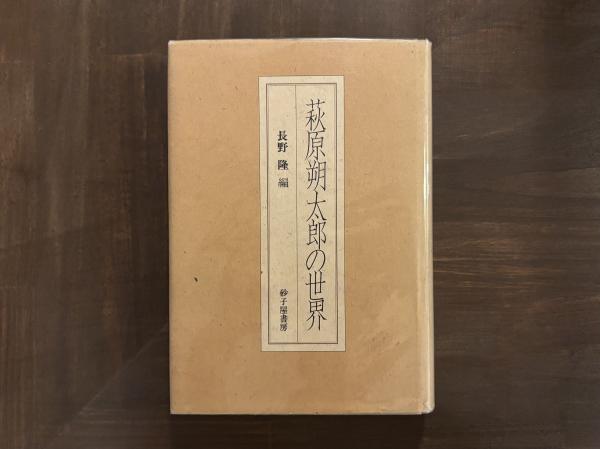 萩原朔太郎の世界
長野 隆 編
砂子屋書房